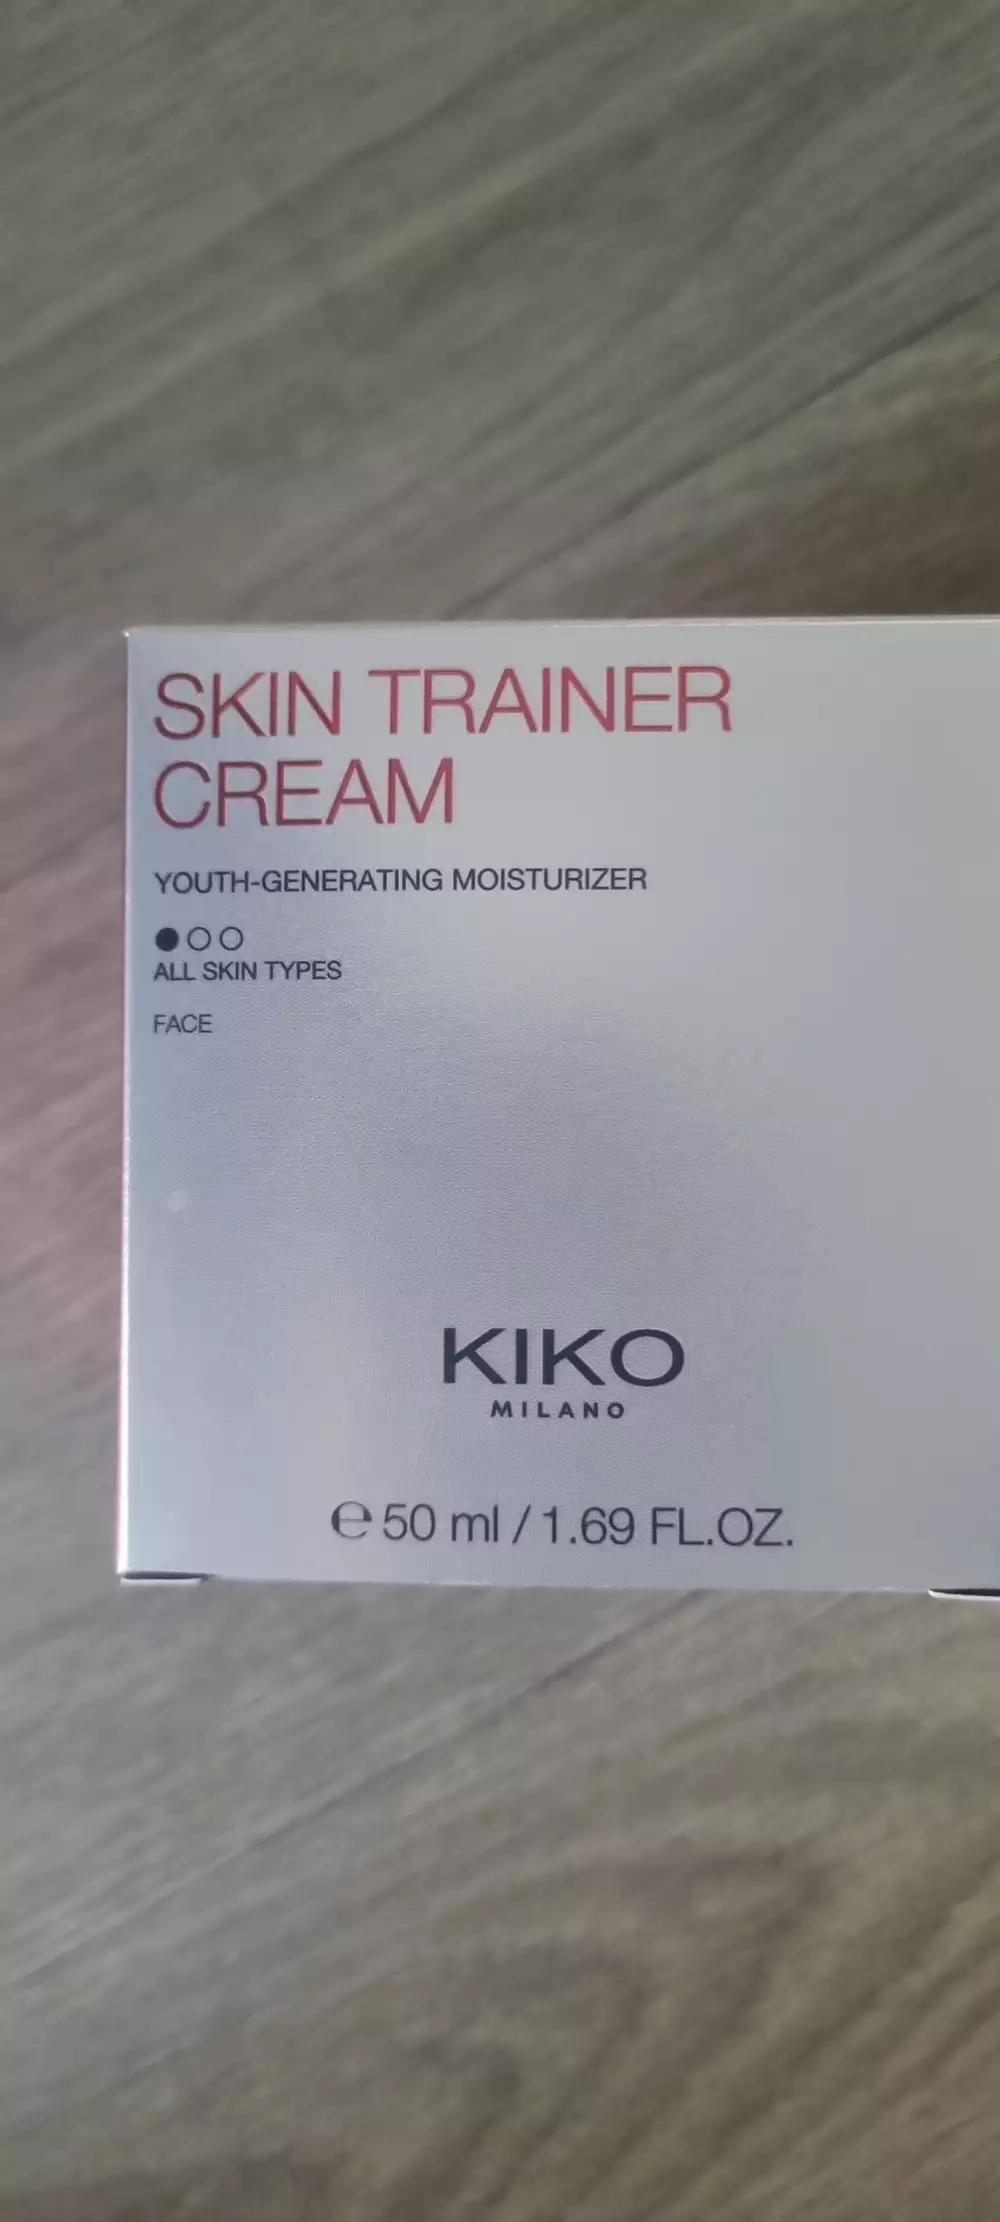 SKIN TRAINER
CREAM
YOUTH-GENERATING MOISTURIZER
ALL SKIN TYPES
FACE
KIKO
MILANO
℮ 50 ml / 1.69 FL.OZ.